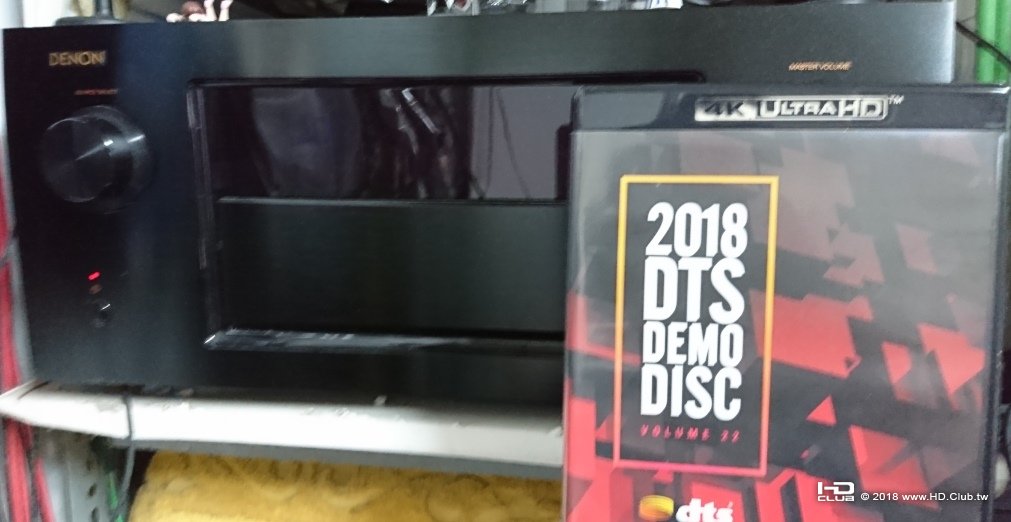 DENON
MASTER VOLUME
4K ULTRA HD™
2018
DTS
DEMO
DISC
VOLUME 22
dts
HD CLUB © 2018 www.HD.Club.tw